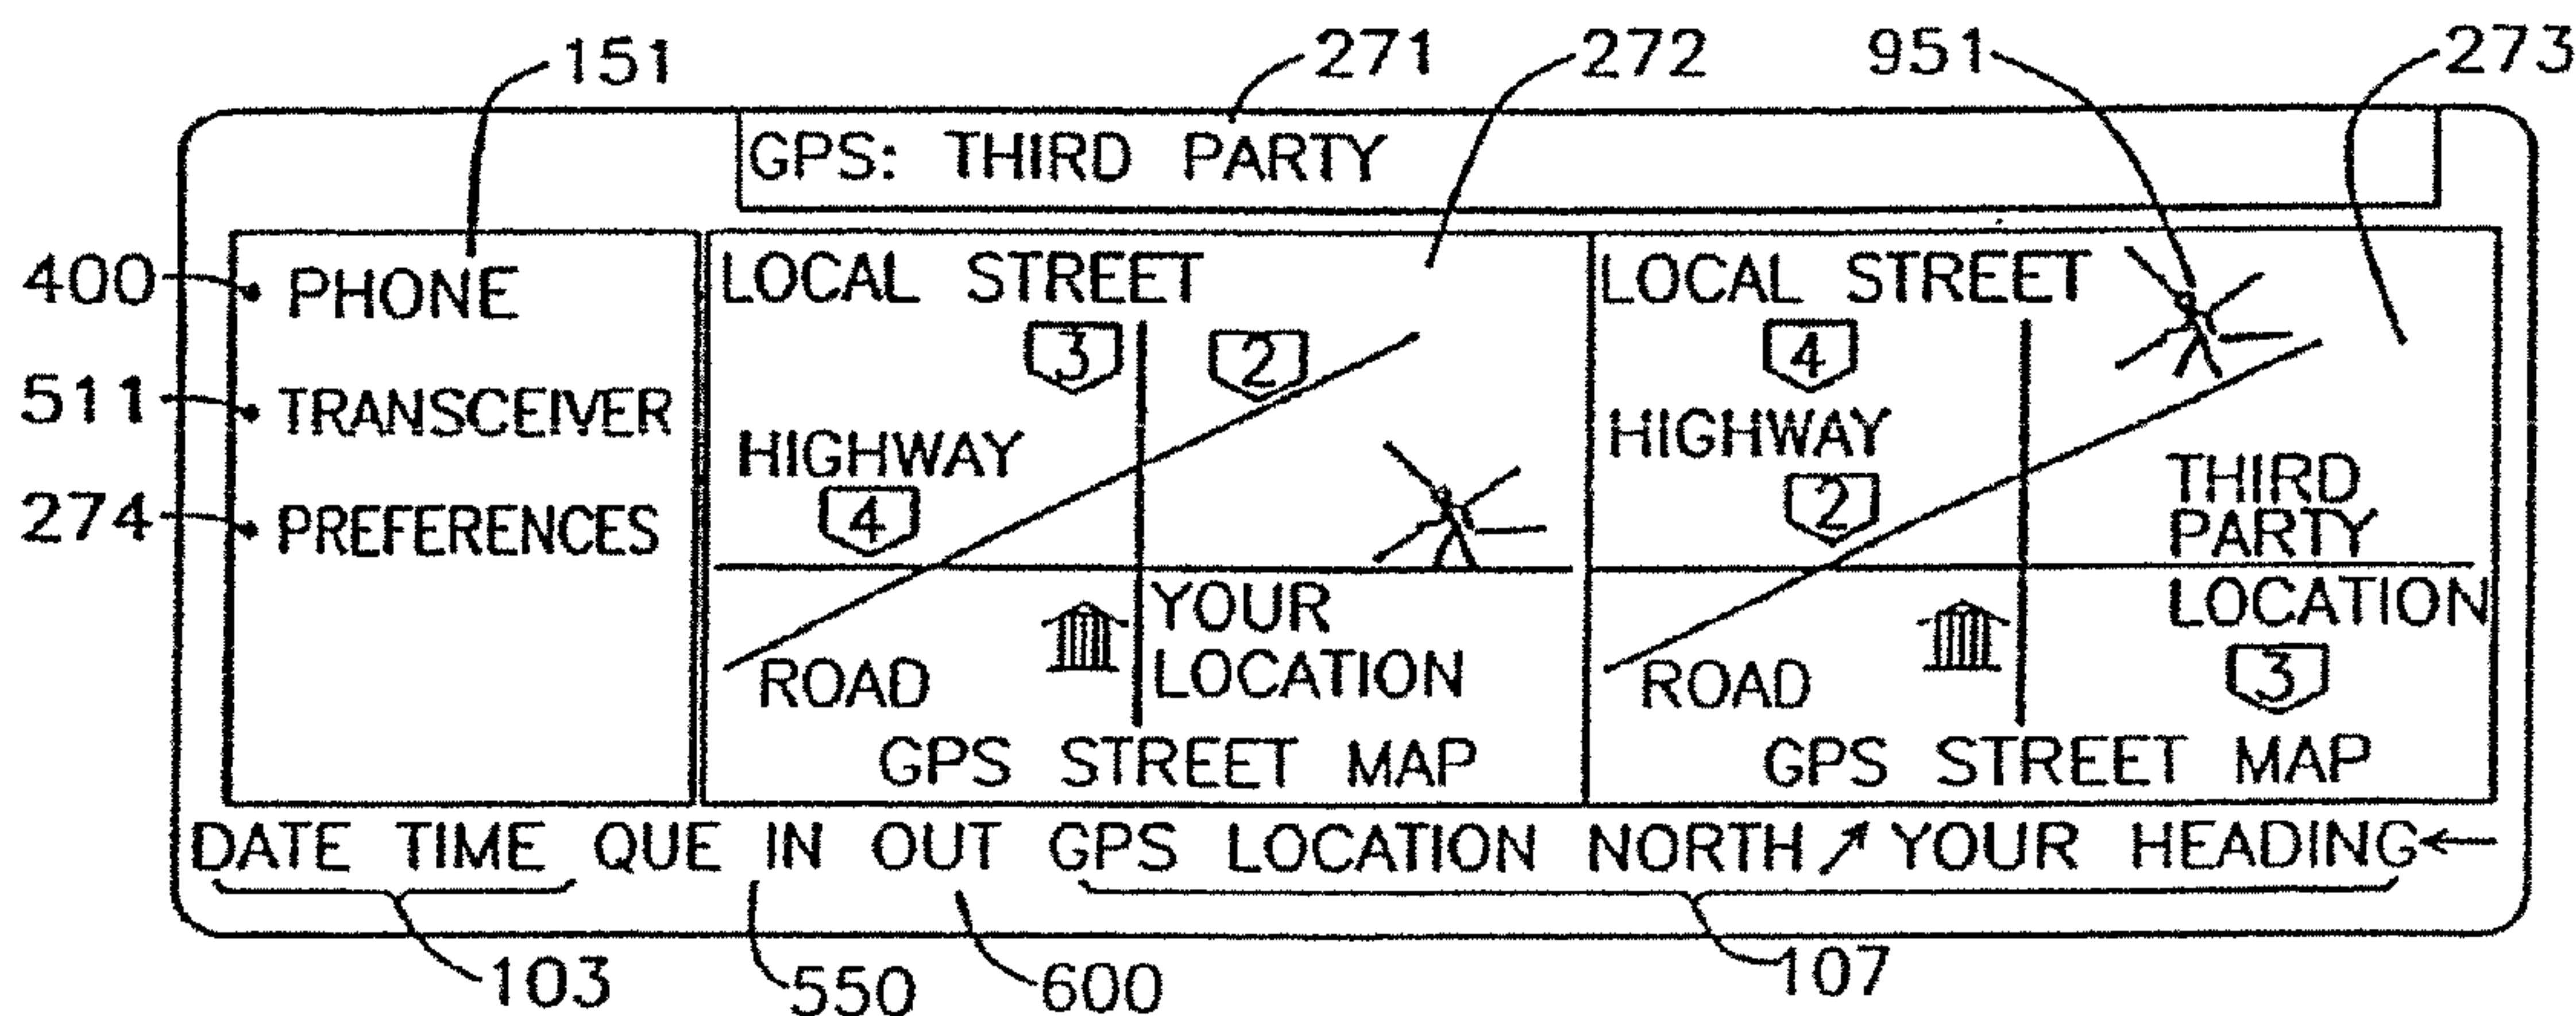 151 271 272 951 273
GPS: THIRD PARTY
400 PHONE
511 TRANSCEIVER
274 PREFERENCES
LOCAL STREET
3 2
HIGHWAY
4
YOUR
LOCATION
ROAD
GPS STREET MAP
LOCAL STREET
4
HIGHWAY
2
THIRD
PARTY
LOCATION
3
ROAD
GPS STREET MAP
DATE TIME QUE IN OUT GPS LOCATION NORTH↗ YOUR HEADING←
103 550 600 107